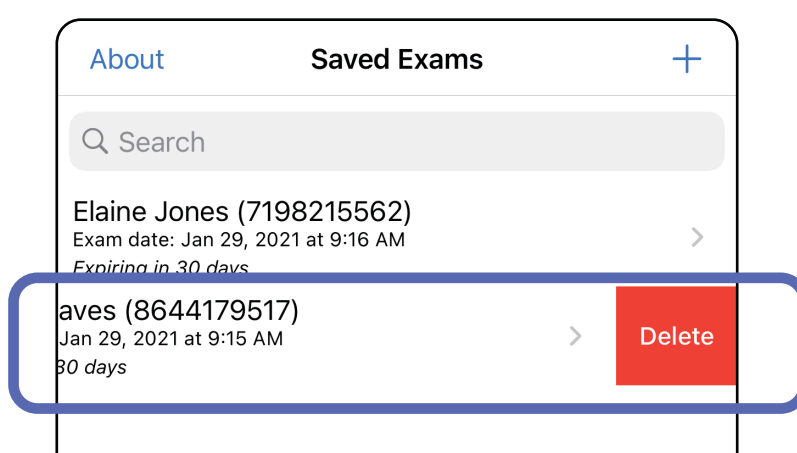 About Saved Exams
Search
Elaine Jones (7198215562)
Exam date: Jan 29, 2021 at 9:16 AM
Expiring in 30 days
aves (8644179517)
Jan 29, 2021 at 9:15 AM
30 days
Delete